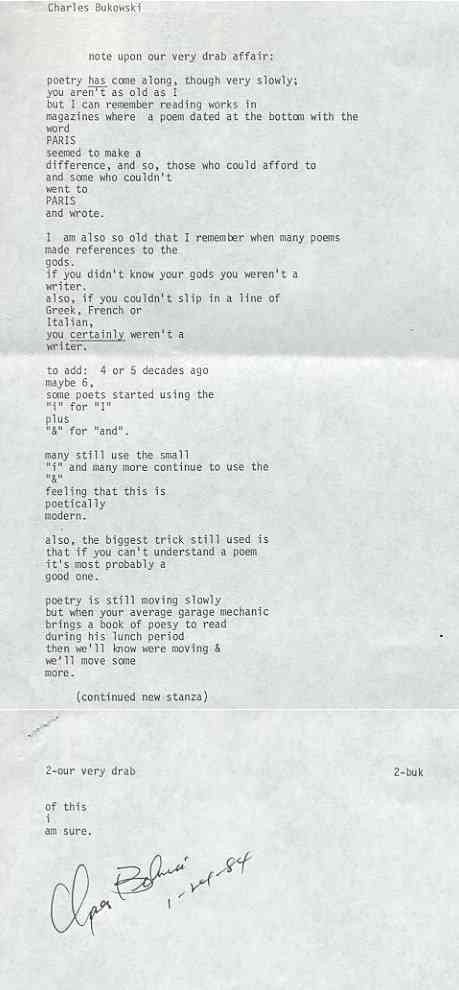 Charles Bukowski
note upon our very drab affair:
poetry has come along, though very slowly;
you aren't as old as I
but I can remember reading works in
magazines where a poem dated at the bottom with the
word
PARIS
seemed to make a
difference, and so, those who could afford to
and some who couldn't
went to
PARIS
and wrote.
I am also so old that I remember when many poems
made references to the
gods.
if you didn't know your gods you weren't a
writer.
also, if you couldn't slip in a line of
Greek, French or
Italian,
you certainly weren't a
writer.
to add: 4 or 5 decades ago
maybe 6,
some poets started using the
"i" for "I"
plus
"&" for "and".
many still use the small
"i" and many more continue to use the
"&"
feeling that this is
poetically
modern.
also, the biggest trick still used is
that if you can't understand a poem
it's most probably a
good one.
poetry is still moving slowly
but when your average garage mechanic
brings a book of poesy to read
during his lunch period
then we'll know were moving &
we'll move some
more.
(continued new stanza)
2-our very drab 2-buk
of this
i
am sure.
1-24-84